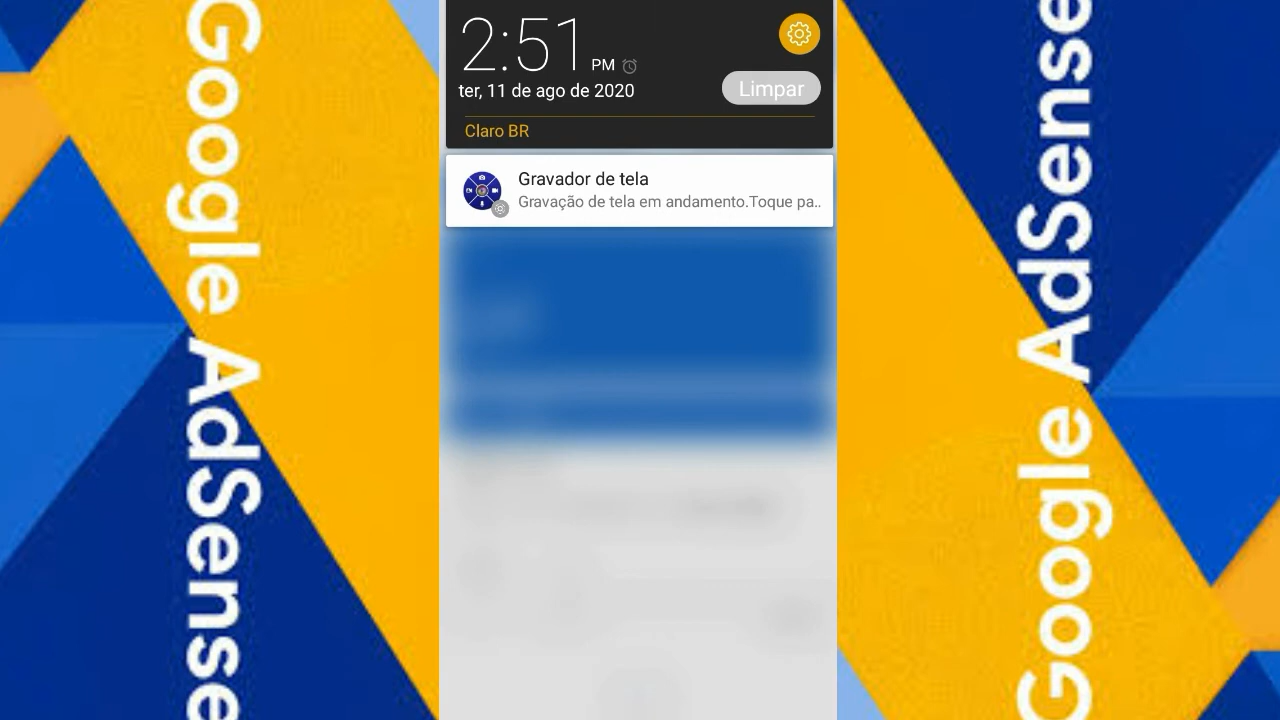 Google AdSense
2:51 PM
ter, 11 de ago de 2020
Limpar
Claro BR
Gravador de tela
Gravação de tela em andamento.Toque pa..
Google AdSense